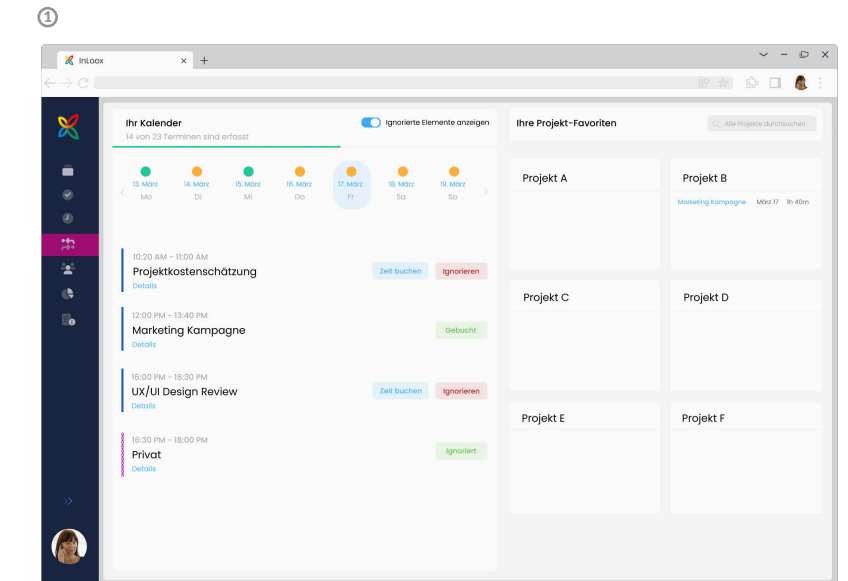 1
InLoox
Ihr Kalender
14 von 23 Terminen sind erfasst
Ignorierte Elemente anzeigen
13. März
14. März
15. März
16. März
17. März
18. März
19. März
Mo
Di
Mi
Do
Fr
Sa
So
10:20 AM - 11:00 AM
Projektkostenschätzung
Details
Zeit buchen
Ignorieren
12:00 PM - 13:40 PM
Marketing Kampagne
Details
Gebucht
16:00 PM - 16:30 PM
UX/UI Design Review
Details
Zeit buchen
Ignorieren
16:30 PM - 18:00 PM
Privat
Details
Ignoriert
Ihre Projekt-Favoriten
Alle Projekte durchsuchen
Projekt A
Projekt B
Marketing Kampagne März 17 1h 40m
Projekt C
Projekt D
Projekt E
Projekt F